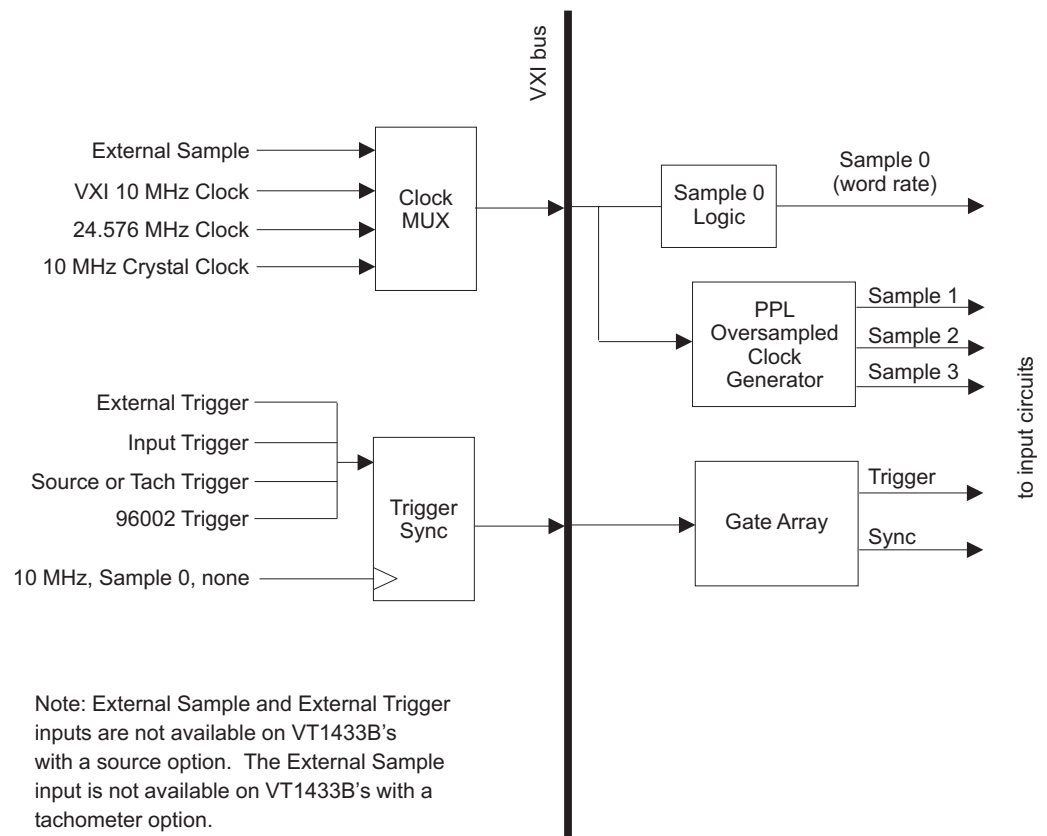 VXI bus
External Sample
VXI 10 MHz Clock
24.576 MHz Clock
10 MHz Crystal Clock
Clock
MUX
Sample 0
Logic
Sample 0
(word rate)
PPL
Oversampled
Clock
Generator
Sample 1
Sample 2
Sample 3
to input circuits
External Trigger
Input Trigger
Source or Tach Trigger
96002 Trigger
10 MHz, Sample 0, none
Trigger
Sync
Gate Array
Trigger
Sync
Note: External Sample and External Trigger
inputs are not available on VT1433B's
with a source option.  The External Sample
input is not available on VT1433B's with a
tachometer option.